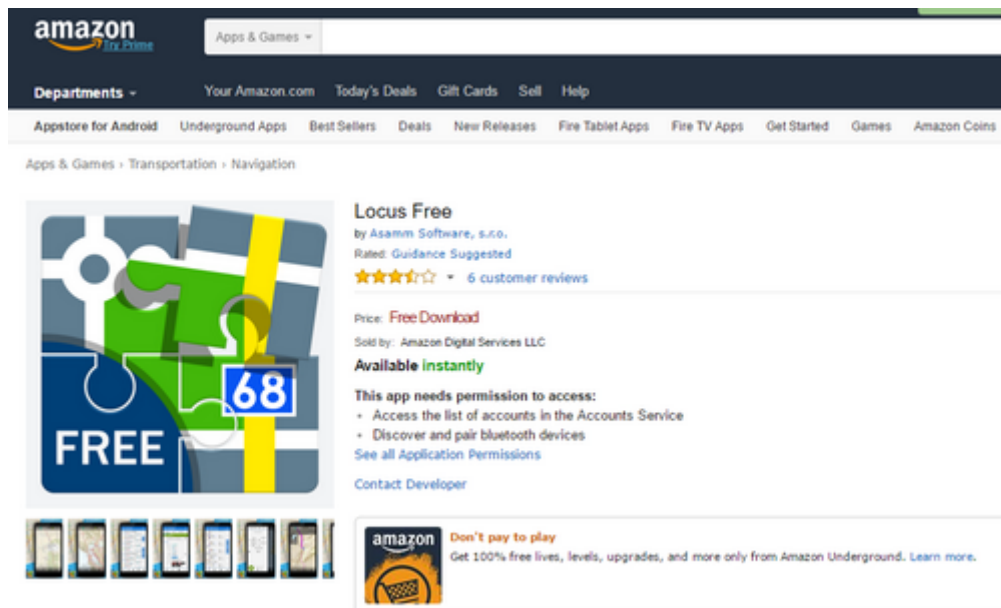 amazon
Try Prime
Apps & Games
Departments
Your Amazon.com Today's Deals Gift Cards Sell Help
Appstore for Android Underground Apps Best Sellers Deals New Releases Fire Tablet Apps Fire TV Apps Get Started Games Amazon Coins
Apps & Games › Transportation › Navigation
Locus Free
by Asamm Software, s.r.o.
Rated: Guidance Suggested
6 customer reviews
Price: Free Download
Sold by: Amazon Digital Services LLC
Available instantly
This app needs permission to access:
• Access the list of accounts in the Accounts Service
• Discover and pair bluetooth devices
See all Application Permissions
Contact Developer
68
FREE
amazon
Don't pay to play
Get 100% free lives, levels, upgrades, and more only from Amazon Underground. Learn more.